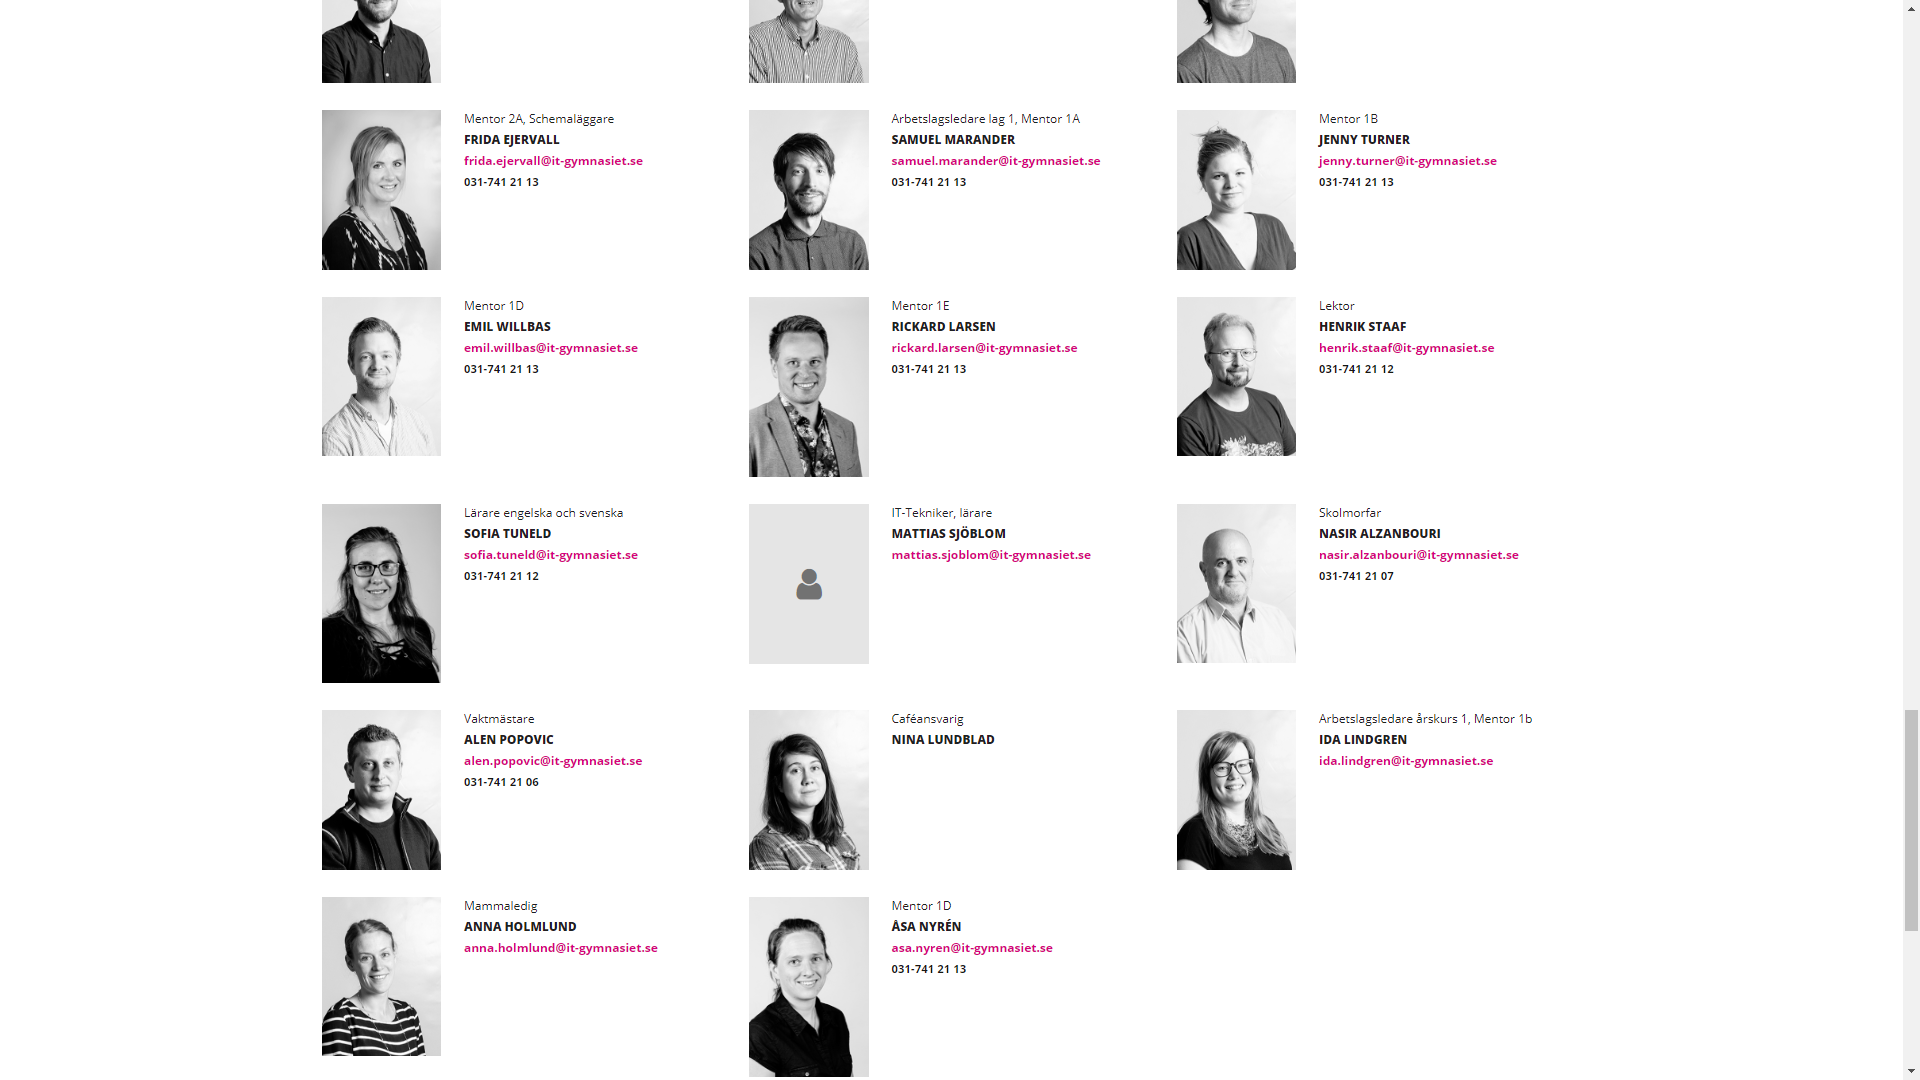 Mentor 2A, Schemaläggare
FRIDA EJERVALL
frida.ejervall@it-gymnasiet.se
031-741 21 13
Arbetslagsledare lag 1, Mentor 1A
SAMUEL MARANDER
samuel.marander@it-gymnasiet.se
031-741 21 13
Mentor 1B
JENNY TURNER
jenny.turner@it-gymnasiet.se
031-741 21 13
Mentor 1D
EMIL WILLBAS
emil.willbas@it-gymnasiet.se
031-741 21 13
Mentor 1E
RICKARD LARSEN
rickard.larsen@it-gymnasiet.se
031-741 21 13
Lektor
HENRIK STAAF
henrik.staaf@it-gymnasiet.se
031-741 21 12
Lärare engelska och svenska
SOFIA TUNELD
sofia.tuneld@it-gymnasiet.se
031-741 21 12
IT-Tekniker, lärare
MATTIAS SJÖBLOM
mattias.sjoblom@it-gymnasiet.se
Skolmorfar
NASIR ALZANBOURI
nasir.alzanbouri@it-gymnasiet.se
031-741 21 07
Vaktmästare
ALEN POPOVIC
alen.popovic@it-gymnasiet.se
031-741 21 06
Caféansvarig
NINA LUNDBLAD
Arbetslagsledare årskurs 1, Mentor 1b
IDA LINDGREN
ida.lindgren@it-gymnasiet.se
Mammaledig
ANNA HOLMLUND
anna.holmlund@it-gymnasiet.se
Mentor 1D
ÅSA NYRÉN
asa.nyren@it-gymnasiet.se
031-741 21 13